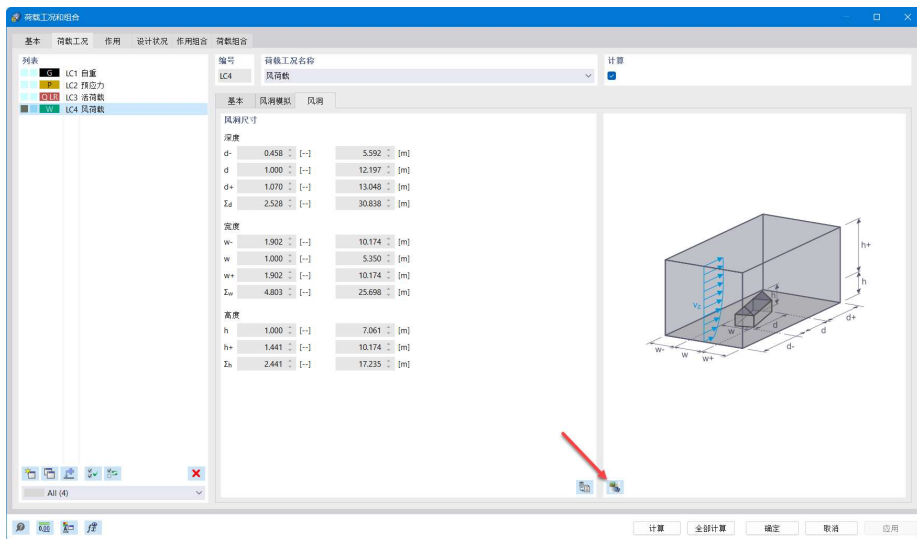 荷载工况和组合
基本 荷载工况 作用 设计状况 作用组合 荷载组合
列表
G LC1 自重
P LC2 预应力
Q I B LC3 活荷载
W LC4 风荷载
All (4)
编号 荷载工况名称
LC4 风荷载
计算
基本 风洞模拟 风洞
风洞尺寸
深度
d- 0.458 [--] 5.592 [m]
d 1.000 [--] 12.197 [m]
d+ 1.070 [--] 13.048 [m]
Σd 2.528 [--] 30.838 [m]
宽度
w- 1.902 [--] 10.174 [m]
w 1.000 [--] 5.350 [m]
w+ 1.902 [--] 10.174 [m]
Σw 4.803 [--] 25.698 [m]
高度
h 1.000 [--] 7.061 [m]
h+ 1.441 [--] 10.174 [m]
Σh 2.441 [--] 17.235 [m]
h+
h
h
vz
w
d
d+
d
d-
w-
w
w+
0.00
计算 全部计算 确定 取消 应用